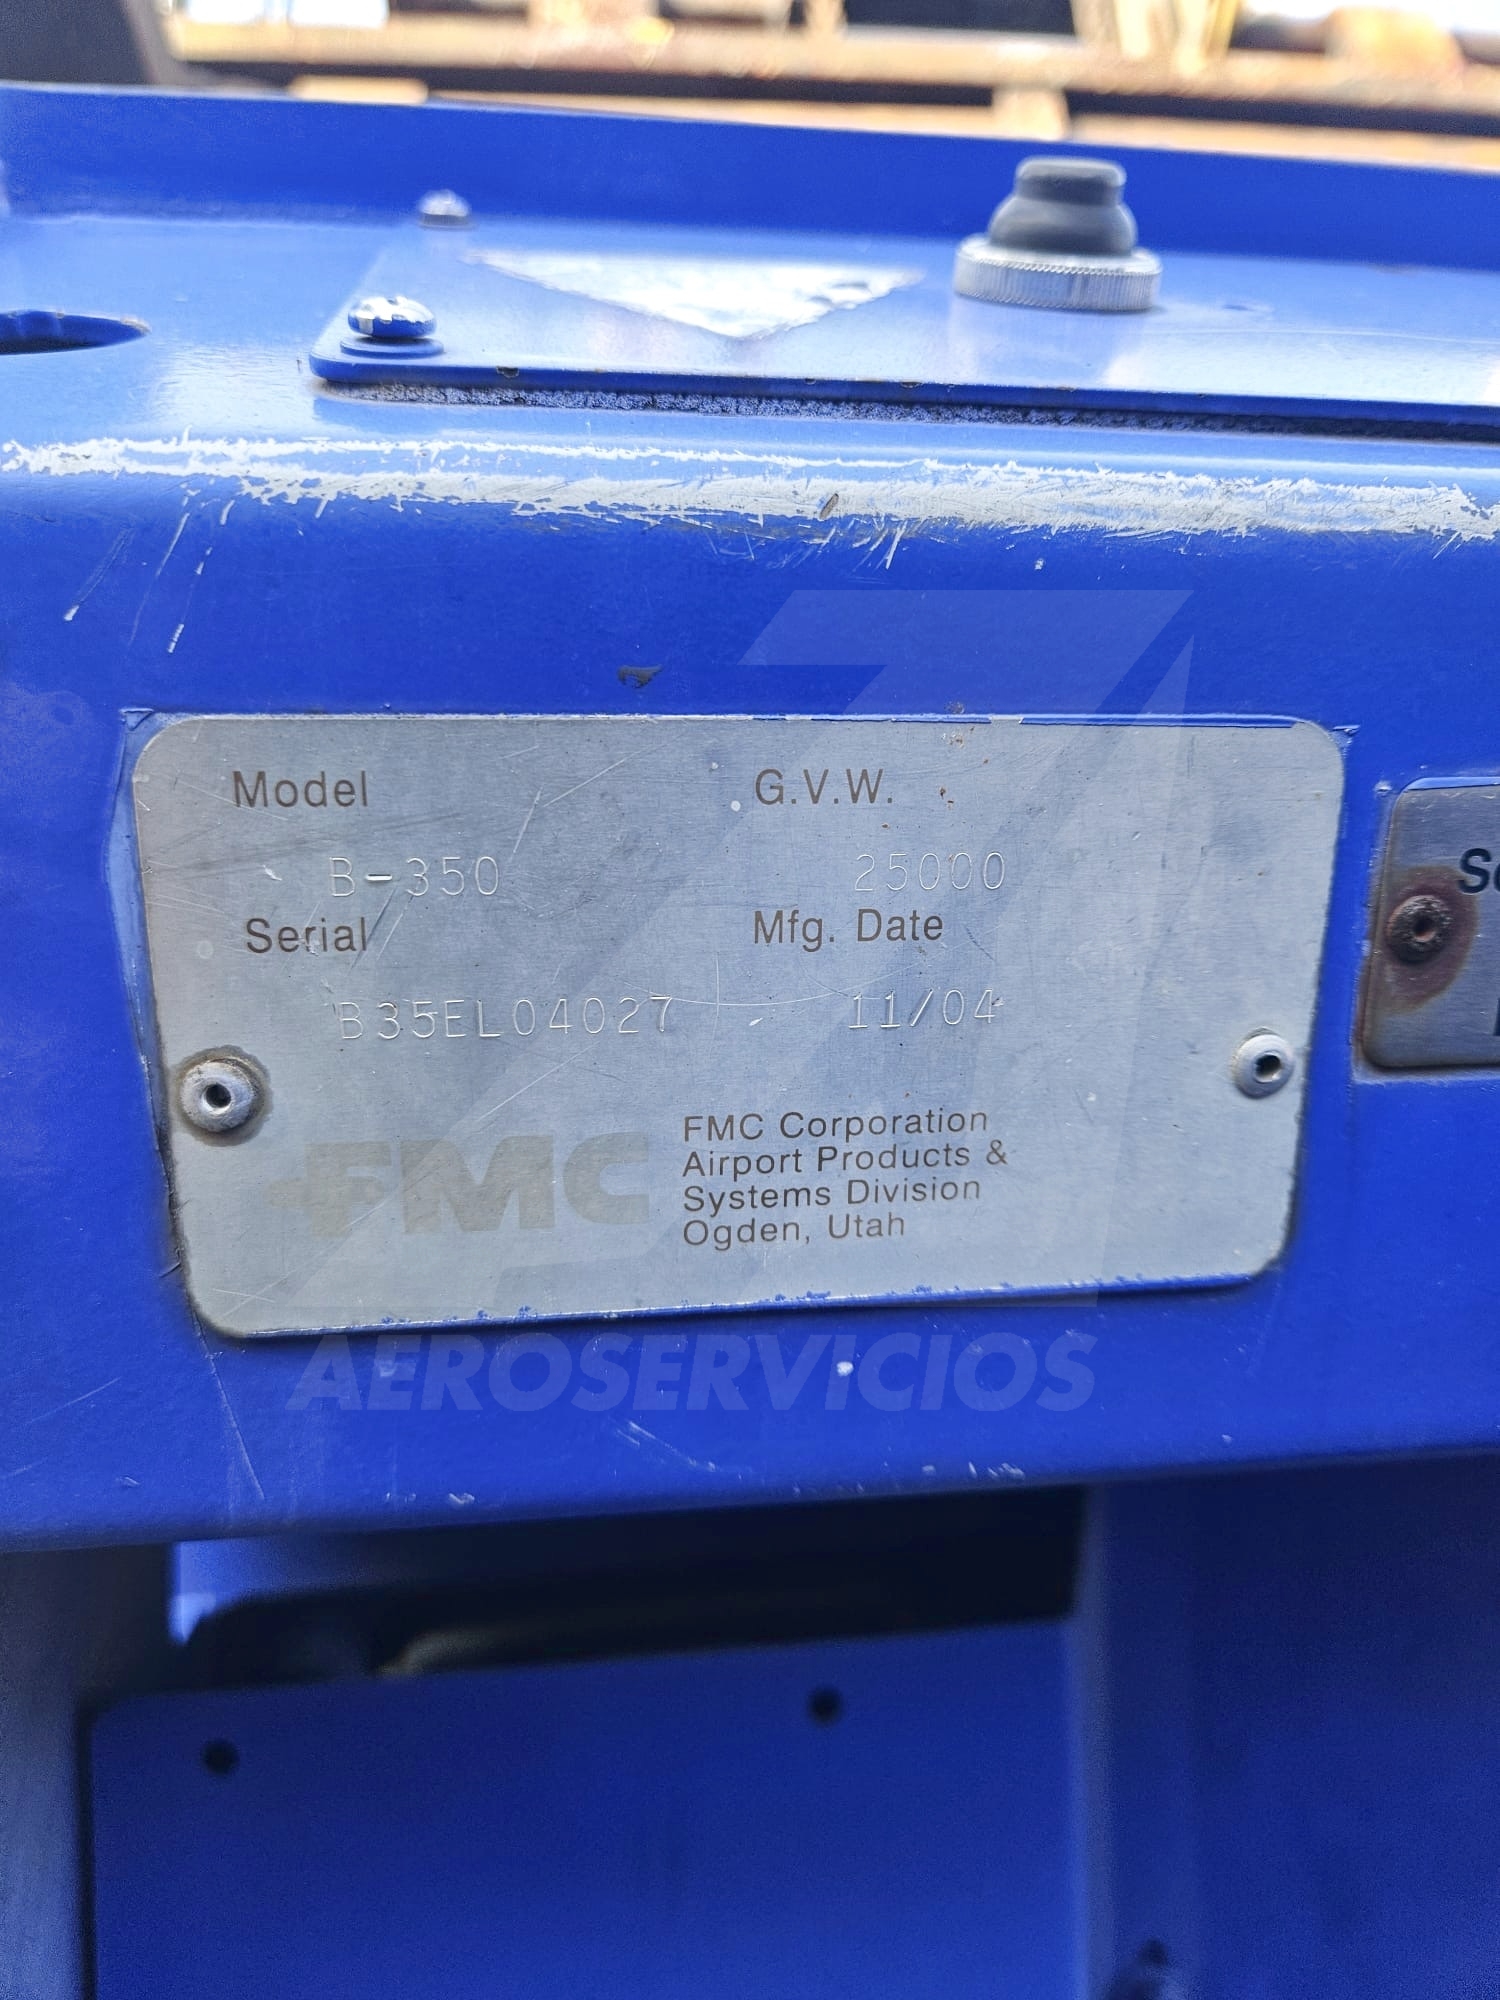 Model
G.V.W.
B-350
25000
Serial
Mfg. Date
B35EL04027
11/04
FMC
FMC Corporation
Airport Products &
Systems Division
Ogden, Utah
AEROSERVICIOS